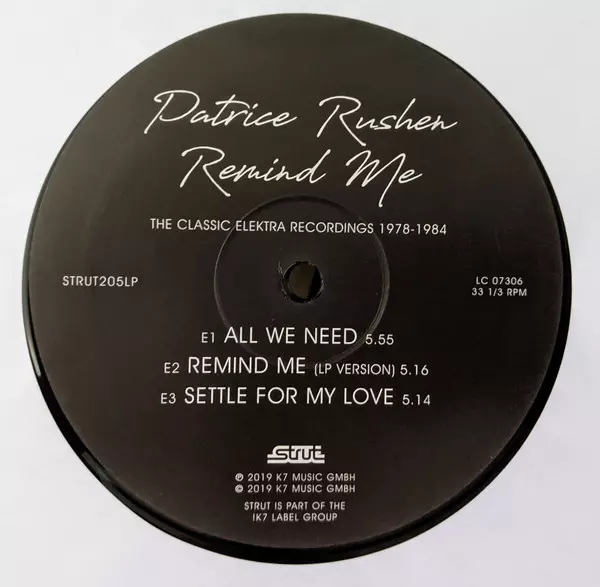 Patrice Rushen
Remind Me
THE CLASSIC ELEKTRA RECORDINGS 1978-1984
STRUT205LP
LC 07306
33 1/3 RPM
E1 ALL WE NEED 5.55
E2 REMIND ME (LP VERSION) 5.16
E3 SETTLE FOR MY LOVE 5.14
strut
℗ 2019 K7 MUSIC GMBH
© 2019 K7 MUSIC GMBH
STRUT IS PART OF THE
!K7 LABEL GROUP